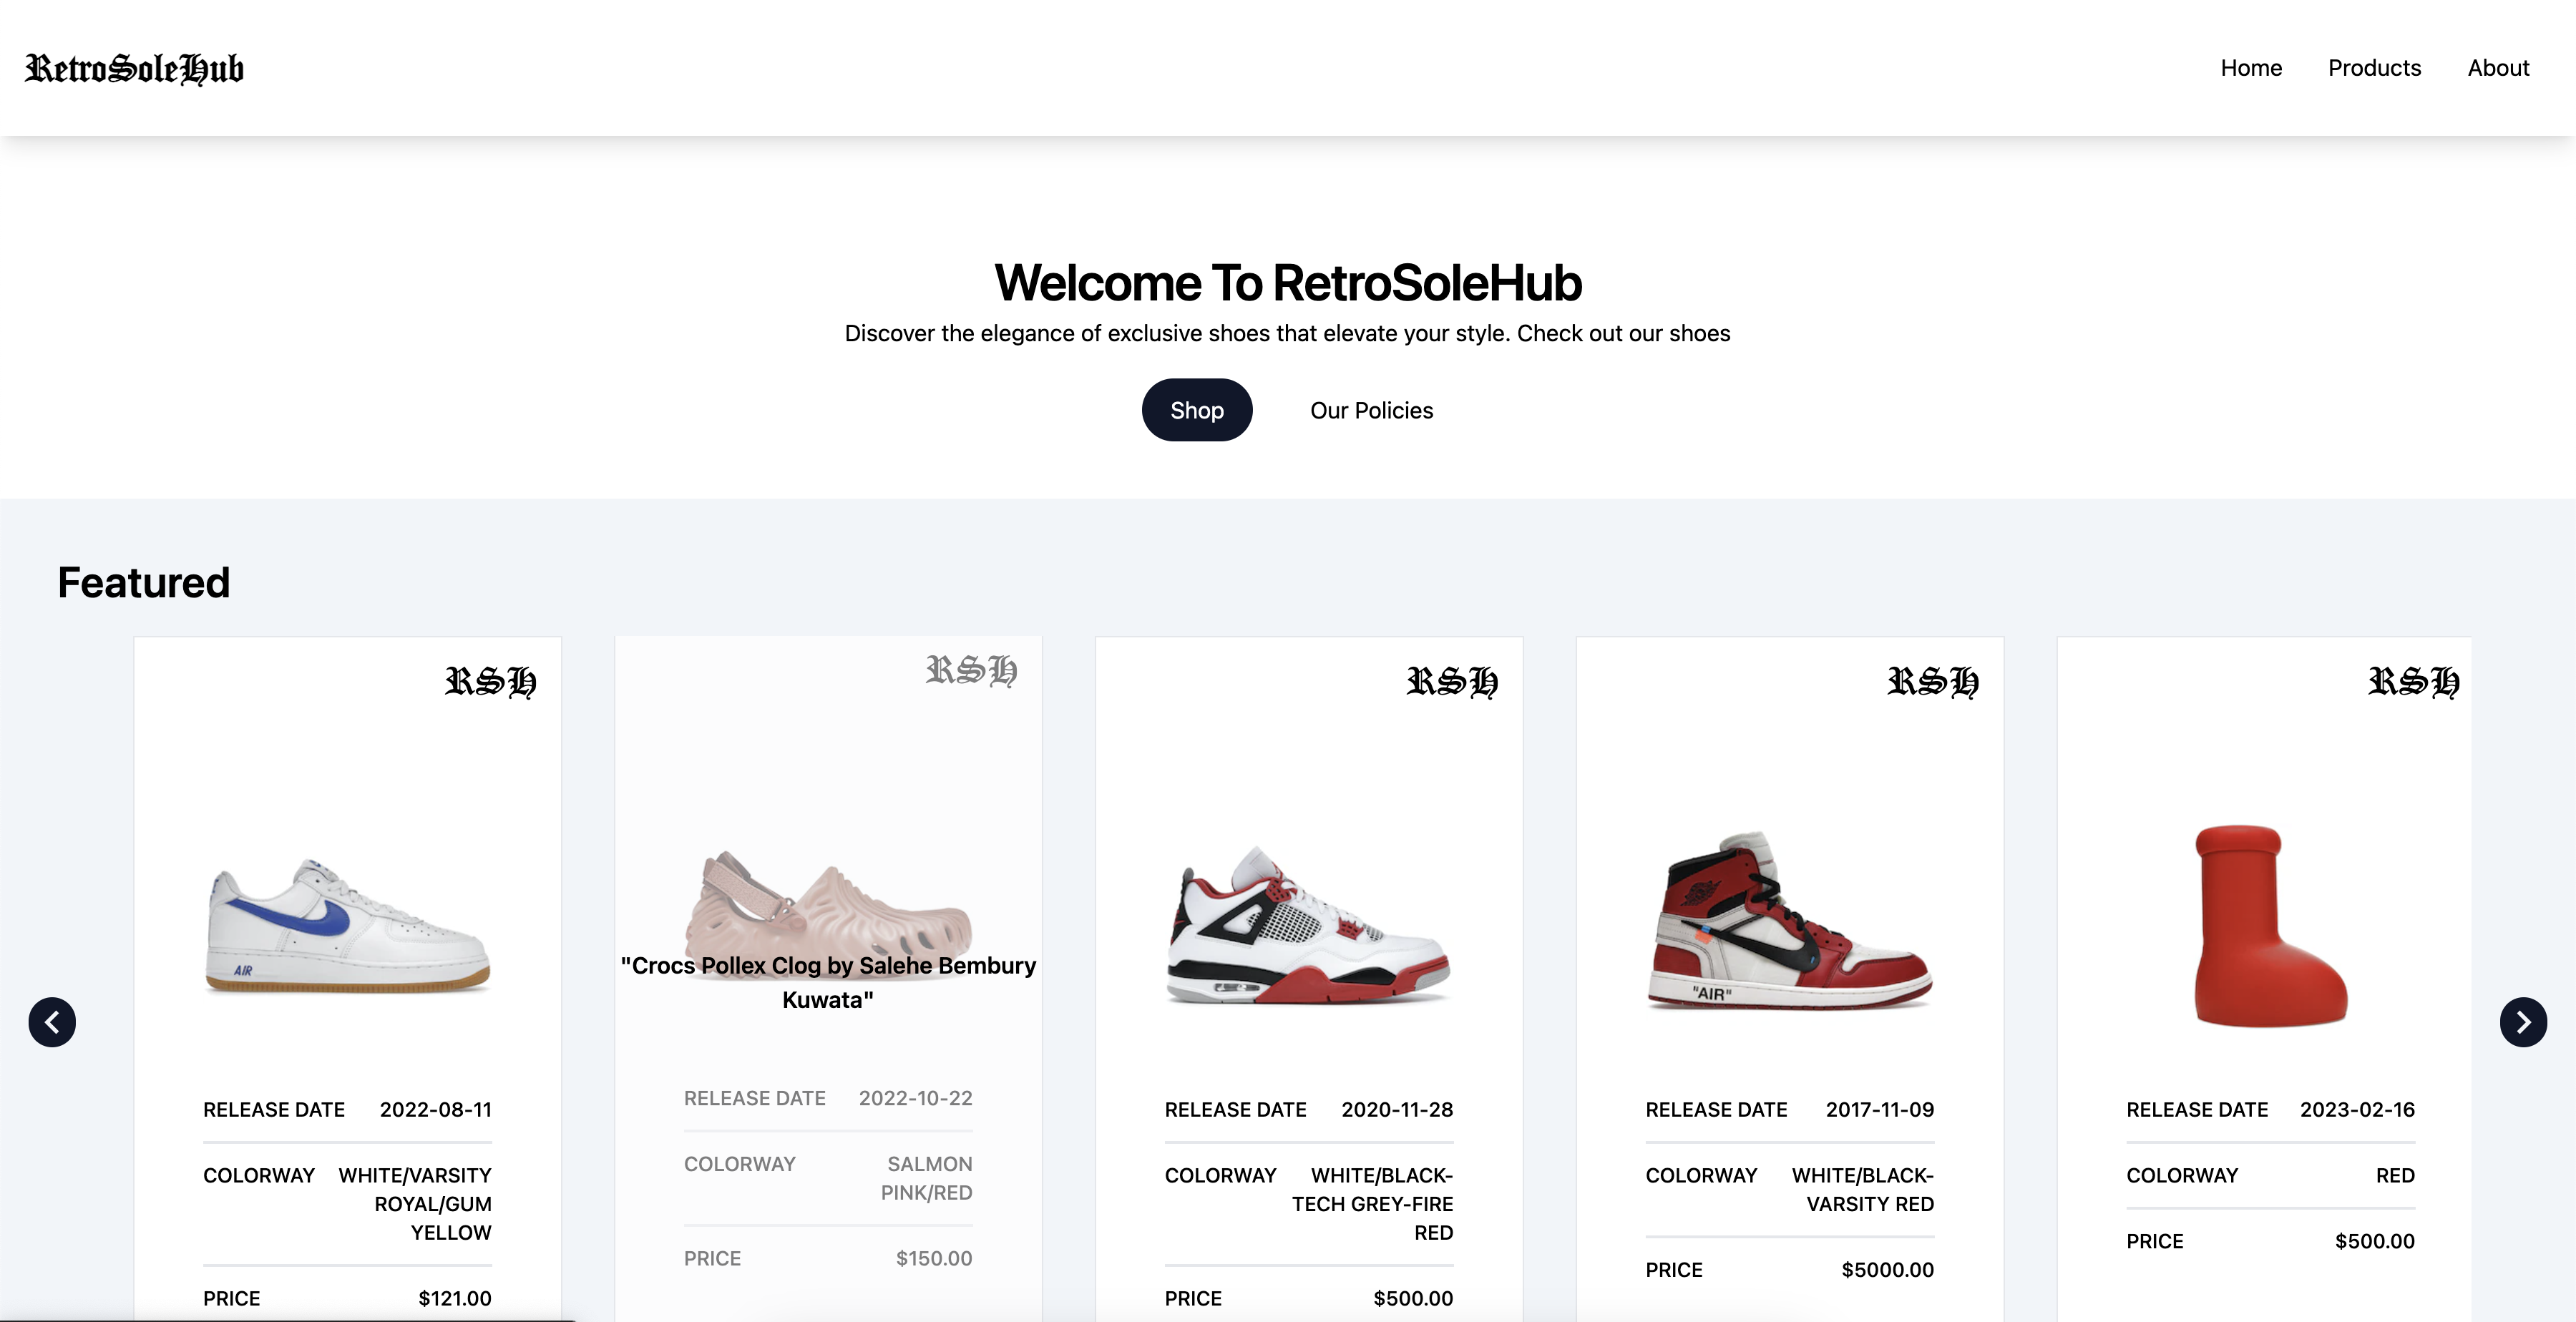 RetroSoleHub
Home Products About
Welcome To RetroSoleHub
Discover the elegance of exclusive shoes that elevate your style. Check out our shoes
Shop Our Policies
Featured
RSH
AIR
RELEASE DATE 2022-08-11
COLORWAY WHITE/VARSITY
ROYAL/GUM
YELLOW
PRICE $121.00
RSH
"Crocs Pollex Clog by Salehe Bembury
Kuwata"
RELEASE DATE 2022-10-22
COLORWAY SALMON
PINK/RED
PRICE $150.00
RSH
RELEASE DATE 2020-11-28
COLORWAY WHITE/BLACK-
TECH GREY-FIRE
RED
PRICE $500.00
RSH
"AIR"
RELEASE DATE 2017-11-09
COLORWAY WHITE/BLACK-
VARSITY RED
PRICE $5000.00
RSH
RELEASE DATE 2023-02-16
COLORWAY RED
PRICE $500.00